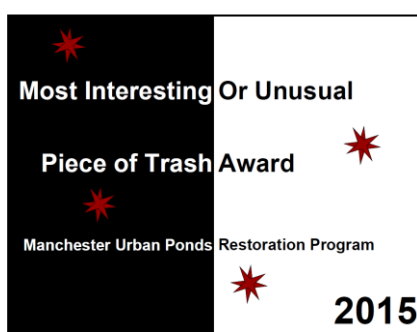 Most Interesting Or Unusual
Piece of Trash Award
Manchester Urban Ponds Restoration Program
2015